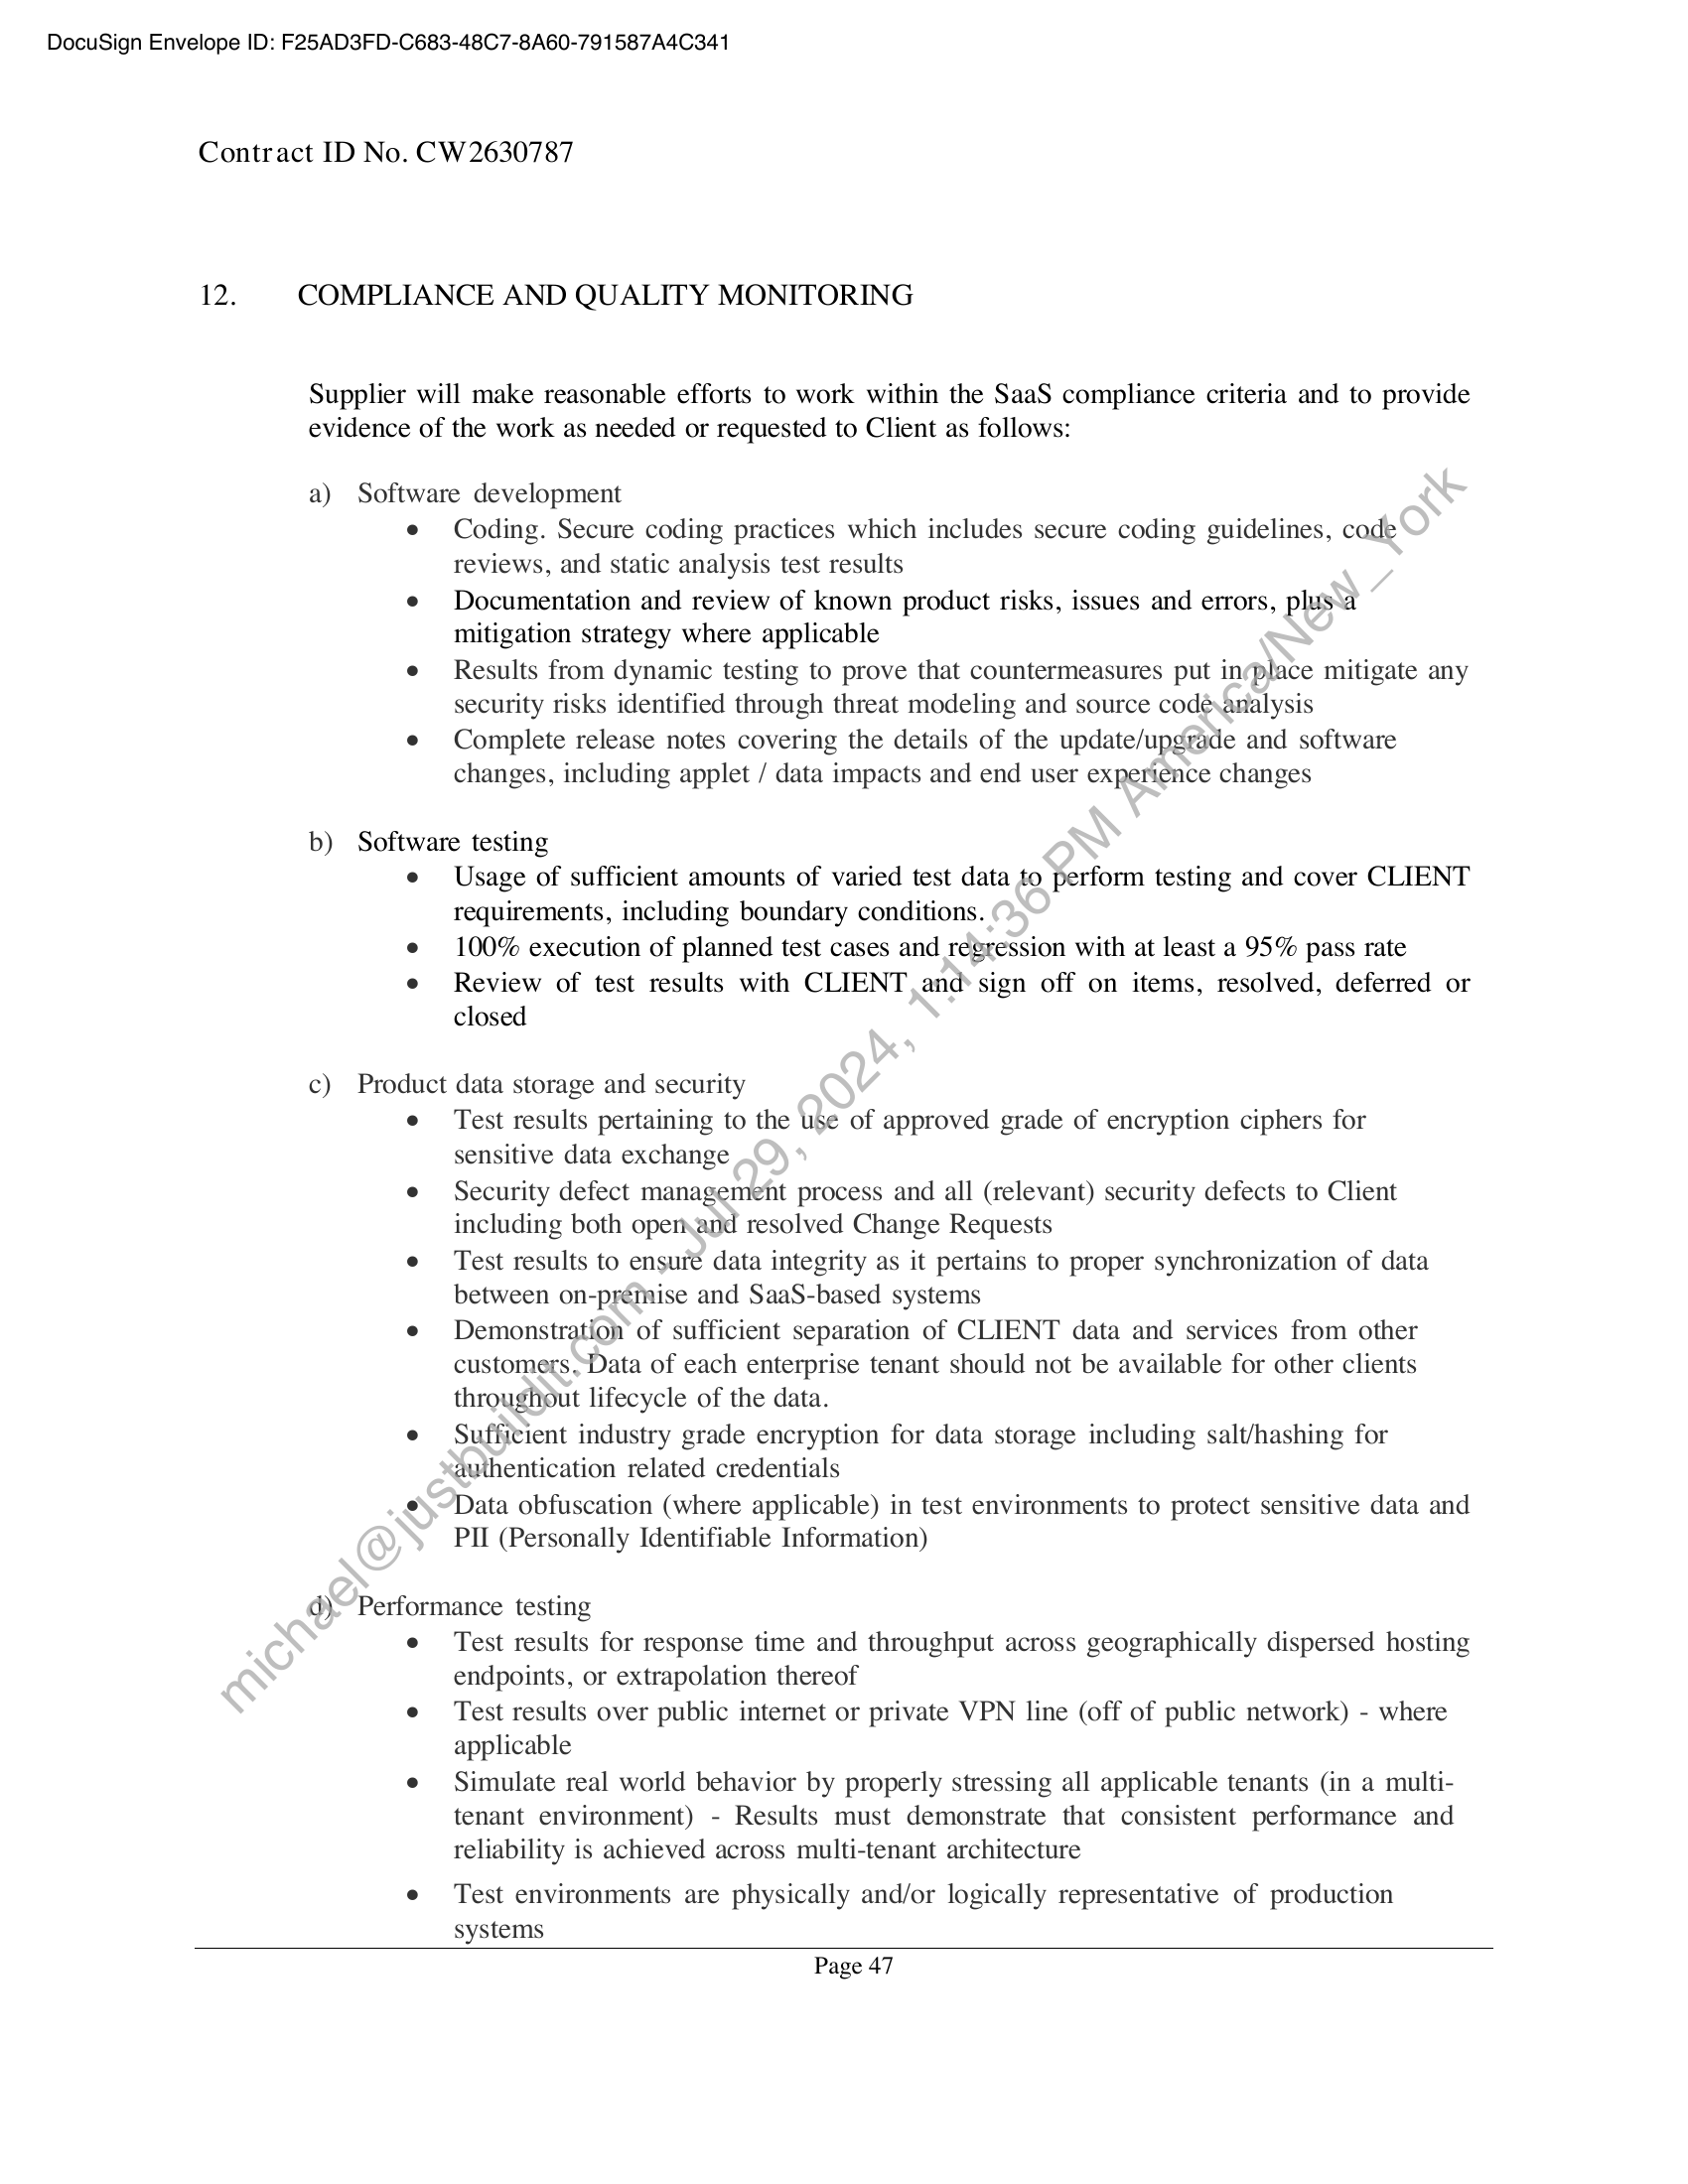 DocuSign Envelope ID: F25AD3FD-C683-48C7-8A60-791587A4C341
Contract ID No. CW2630787
12. COMPLIANCE AND QUALITY MONITORING
Supplier will make reasonable efforts to work within the SaaS compliance criteria and to provide
evidence of the work as needed or requested to Client as follows:
a) Software development
• Coding. Secure coding practices which includes secure coding guidelines, code
reviews, and static analysis test results
• Documentation and review of known product risks, issues and errors, plus a
mitigation strategy where applicable
• Results from dynamic testing to prove that countermeasures put in place mitigate any
security risks identified through threat modeling and source code analysis
• Complete release notes covering the details of the update/upgrade and software
changes, including applet / data impacts and end user experience changes
b) Software testing
• Usage of sufficient amounts of varied test data to perform testing and cover CLIENT
requirements, including boundary conditions.
• 100% execution of planned test cases and regression with at least a 95% pass rate
• Review of test results with CLIENT and sign off on items, resolved, deferred or
closed
c) Product data storage and security
• Test results pertaining to the use of approved grade of encryption ciphers for
sensitive data exchange
• Security defect management process and all (relevant) security defects to Client
including both open and resolved Change Requests
• Test results to ensure data integrity as it pertains to proper synchronization of data
between on-premise and SaaS-based systems
• Demonstration of sufficient separation of CLIENT data and services from other
customers. Data of each enterprise tenant should not be available for other clients
throughout lifecycle of the data.
• Sufficient industry grade encryption for data storage including salt/hashing for
authentication related credentials
• Data obfuscation (where applicable) in test environments to protect sensitive data and
PII (Personally Identifiable Information)
d) Performance testing
• Test results for response time and throughput across geographically dispersed hosting
endpoints, or extrapolation thereof
• Test results over public internet or private VPN line (off of public network) - where
applicable
• Simulate real world behavior by properly stressing all applicable tenants (in a multi-
tenant environment) - Results must demonstrate that consistent performance and
reliability is achieved across multi-tenant architecture
• Test environments are physically and/or logically representative of production
systems
Page 47
michael@justbuildit.com - Jul 29, 2024, 1:14:36 PM America/New_York